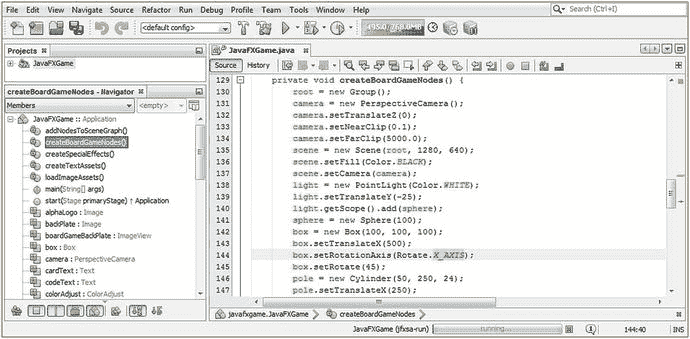 File Edit View Navigate Source Refactor Run Debug Profile Team Tools Window Help Search (Ctrl+I)
<default config> 495.0/768.0MB
Projects
JavaFXGame
createBoardGameNodes - Navigator
Members <empty>
JavaFXGame :: Application
addNodesToSceneGraph()
createBoardGameNodes()
createSpecialEffects()
createTextAssets()
loadImageAssets()
main(String[] args)
start(Stage primaryStage) ↑ Application
alphaLogo : Image
backPlate : Image
boardGameBackPlate : ImageView
box : Box
camera : PerspectiveCamera
cardText : Text
codeText : Text
colorAdjust : ColorAdjust
JavaFXGame.java
Source History
129 private void createBoardGameNodes() {
130 root = new Group();
131 camera = new PerspectiveCamera();
132 camera.setTranslateZ(0);
133 camera.setNearClip(0.1);
134 camera.setFarClip(5000.0);
135 scene = new Scene(root, 1280, 640);
136 scene.setFill(Color.BLACK);
137 scene.setCamera(camera);
138 light = new PointLight(Color.WHITE);
139 light.setTranslateY(-25);
140 light.getScope().add(sphere);
141 sphere = new Sphere(100);
142 box = new Box(100, 100, 100);
143 box.setTranslateX(500);
144 box.setRotationAxis(Rotate.X_AXIS);
145 box.setRotate(45);
146 pole = new Cylinder(50, 250, 24);
147 pole.setTranslateX(250);
javafxgame.JavaFXGame createBoardGameNodes
JavaFXGame (jfxsa-run) running... 144:40 INS